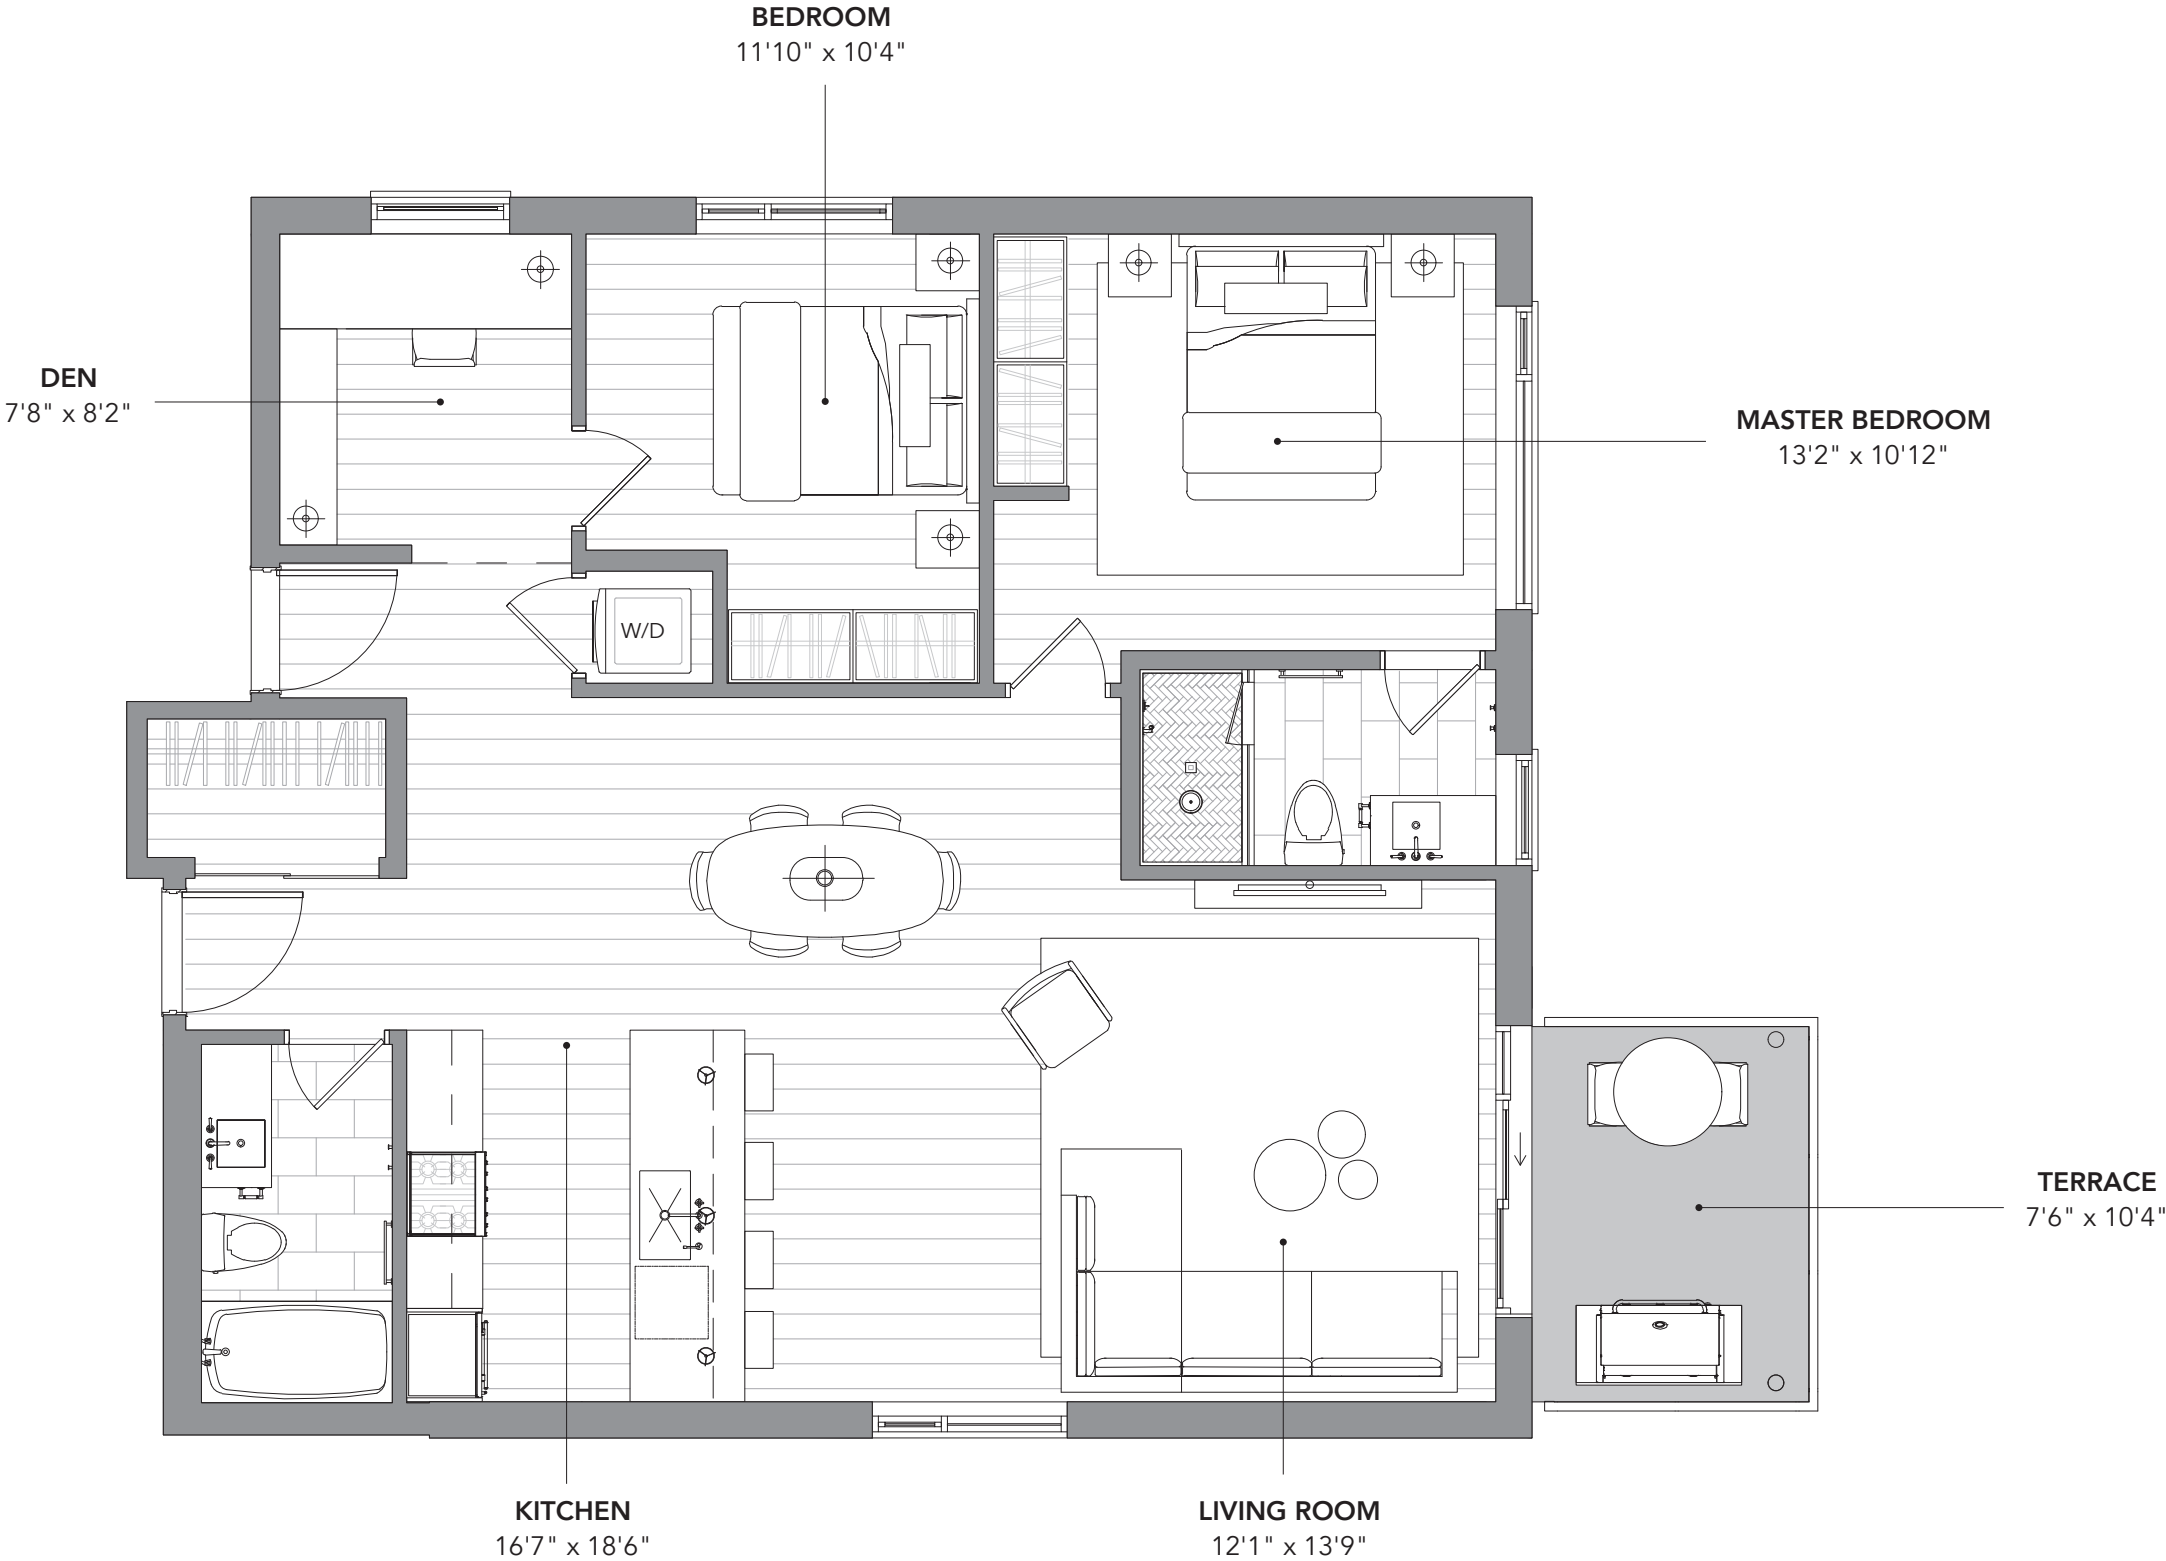 BEDROOM
11'10" x 10'4"
DEN
7'8" x 8'2"
MASTER BEDROOM
13'2" x 10'12"
W/D
TERRACE
7'6" x 10'4"
KITCHEN
16'7" x 18'6"
LIVING ROOM
12'1" x 13'9"